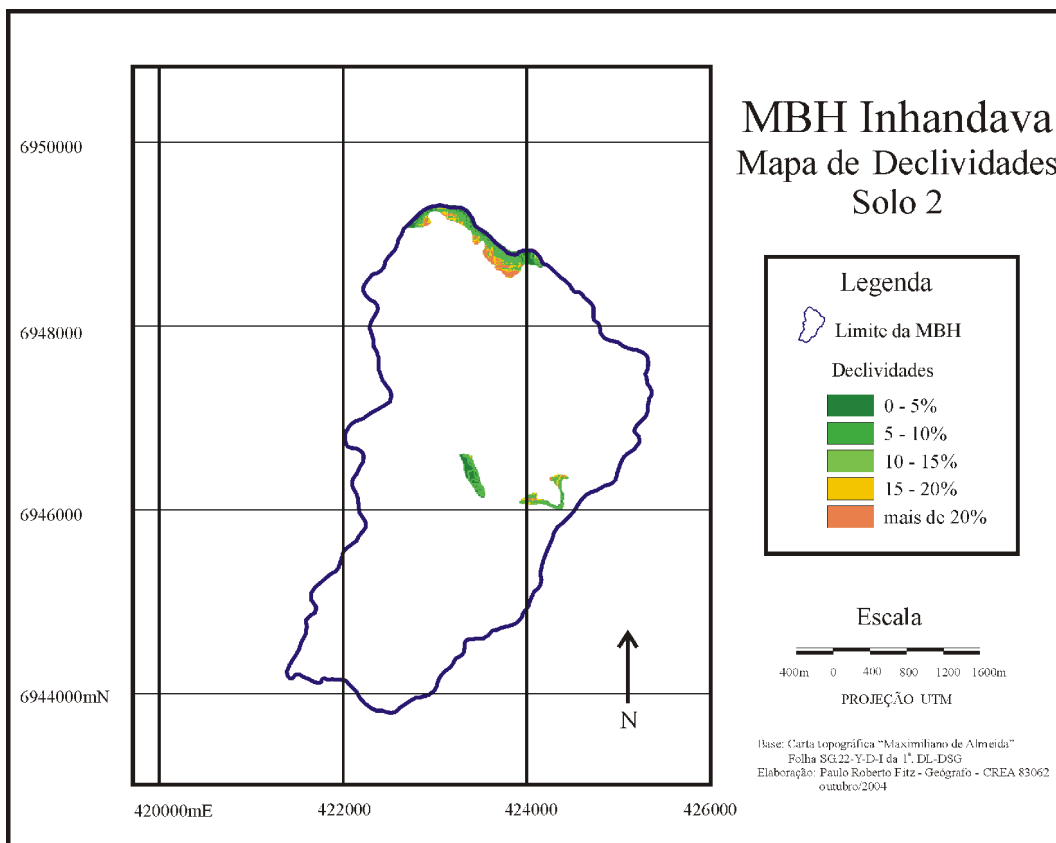 MBH Inhandava
Mapa de Declividades
Solo 2
6950000
6948000
6946000
6944000mN
420000mE
422000
424000
426000
N
Legenda
Limite da MBH
Declividades
0 - 5%
5 - 10%
10 - 15%
15 - 20%
mais de 20%
Escala
400m 0 400 800 1200 1600m
PROJEÇÃO UTM
Base: Carta topográfica “Maximiliano de Almeida”
Folha SG22-Y-D-I da 1ª. DL-DSG
Elaboração: Paulo Roberto Fitz - Geógrafo - CREA 83062
outubro/2004